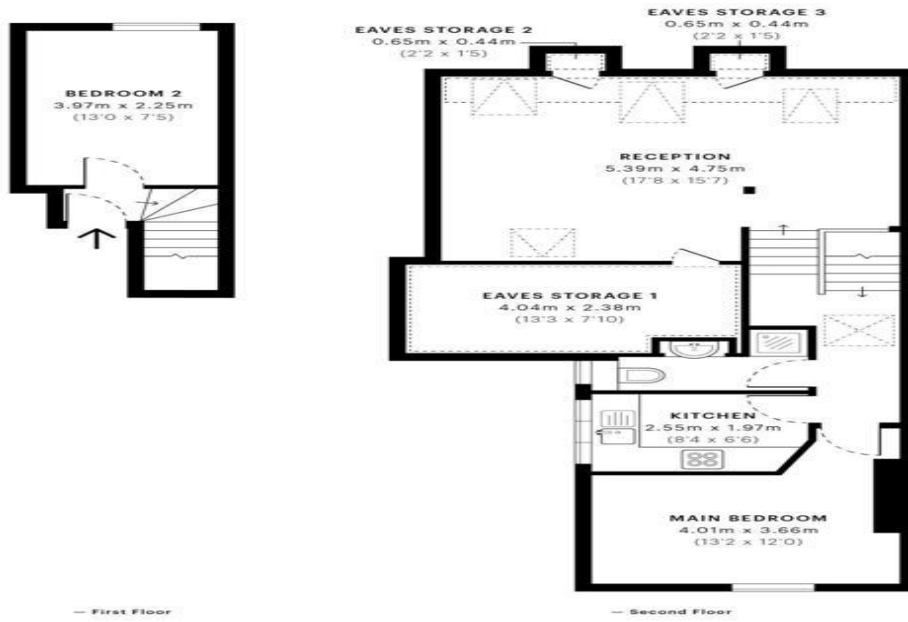 BEDROOM 2
3.97m x 2.25m
(13'0 x 7'5)
EAVES STORAGE 2
0.65m x 0.44m
(2'2 x 1'5)
EAVES STORAGE 3
0.65m x 0.44m
(2'2 x 1'5)
RECEPTION
5.39m x 4.75m
(17'8 x 15'7)
EAVES STORAGE 1
4.04m x 2.38m
(13'3 x 7'10)
KITCHEN
2.55m x 1.97m
(8'4 x 6'6)
MAIN BEDROOM
4.01m x 3.66m
(13'2 x 12'0)
— First Floor
— Second Floor